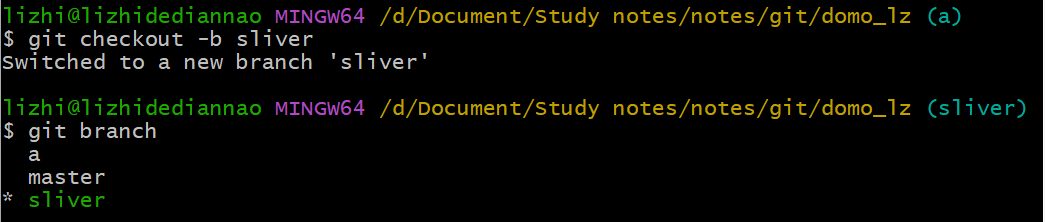 lizhi@lizhidediannao MINGW64 /d/Document/Study notes/notes/git/domo_lz (a)
$ git checkout -b sliver
Switched to a new branch 'sliver'
lizhi@lizhidediannao MINGW64 /d/Document/Study notes/notes/git/domo_lz (sliver)
$ git branch
  a
  master
* sliver